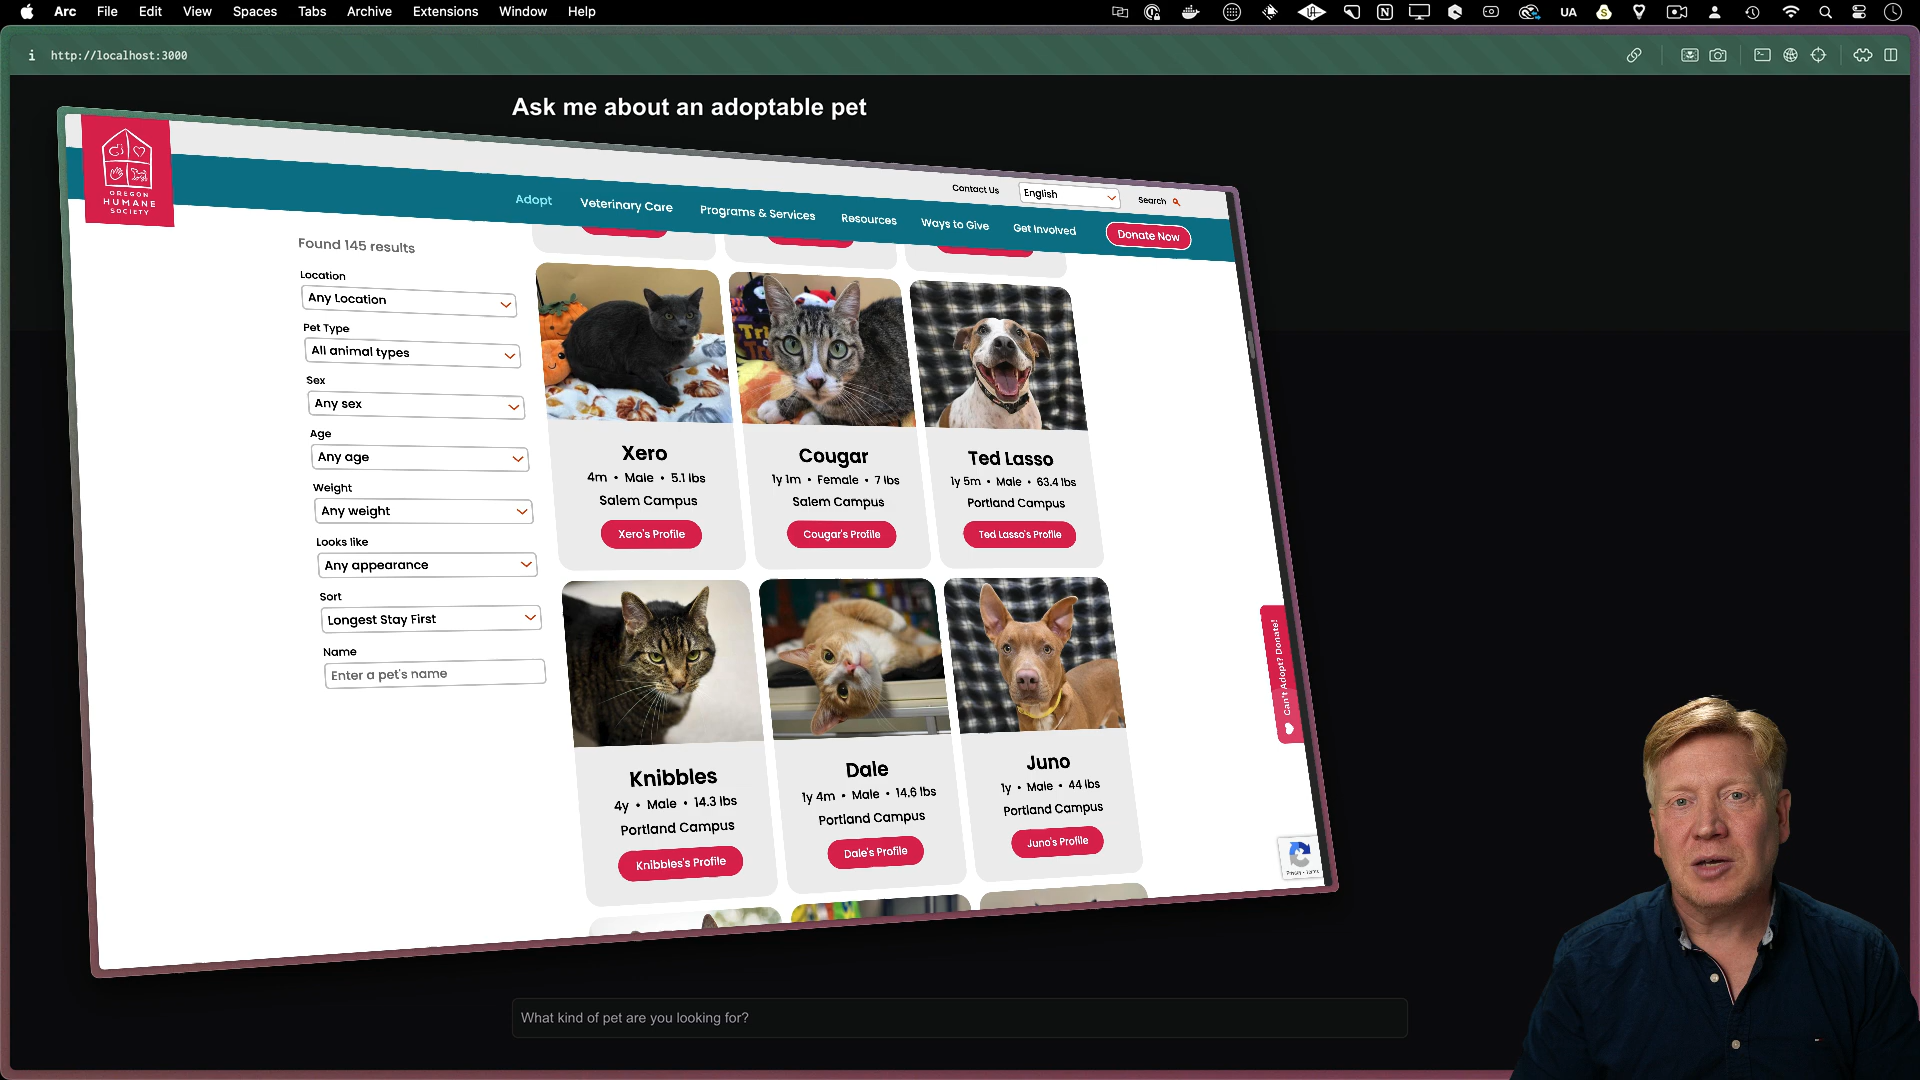 Arc File Edit View Spaces Tabs Archive Extensions Window Help
UA
http://localhost:3000
Ask me about an adoptable pet
OREGON
HUMANE
SOCIETY
Contact Us English Search
Adopt Veterinary Care Programs & Services Resources Ways to Give Get Involved Donate Now
Found 145 results
Location
Any Location
Pet Type
All animal types
Sex
Any sex
Age
Any age
Weight
Any weight
Looks like
Any appearance
Sort
Longest Stay First
Name
Enter a pet's name
Xero
4m • Male • 5.1 lbs
Salem Campus
Xero's Profile
Cougar
1y 1m • Female • 7 lbs
Salem Campus
Cougar's Profile
Ted Lasso
1y 5m • Male • 63.4 lbs
Portland Campus
Ted Lasso's Profile
Knibbles
4y • Male • 14.3 lbs
Portland Campus
Knibbles's Profile
Dale
1y 4m • Male • 14.6 lbs
Portland Campus
Dale's Profile
Juno
1y • Male • 44 lbs
Portland Campus
Juno's Profile
Can't Adopt? Donate!
Privacy - Terms
What kind of pet are you looking for?